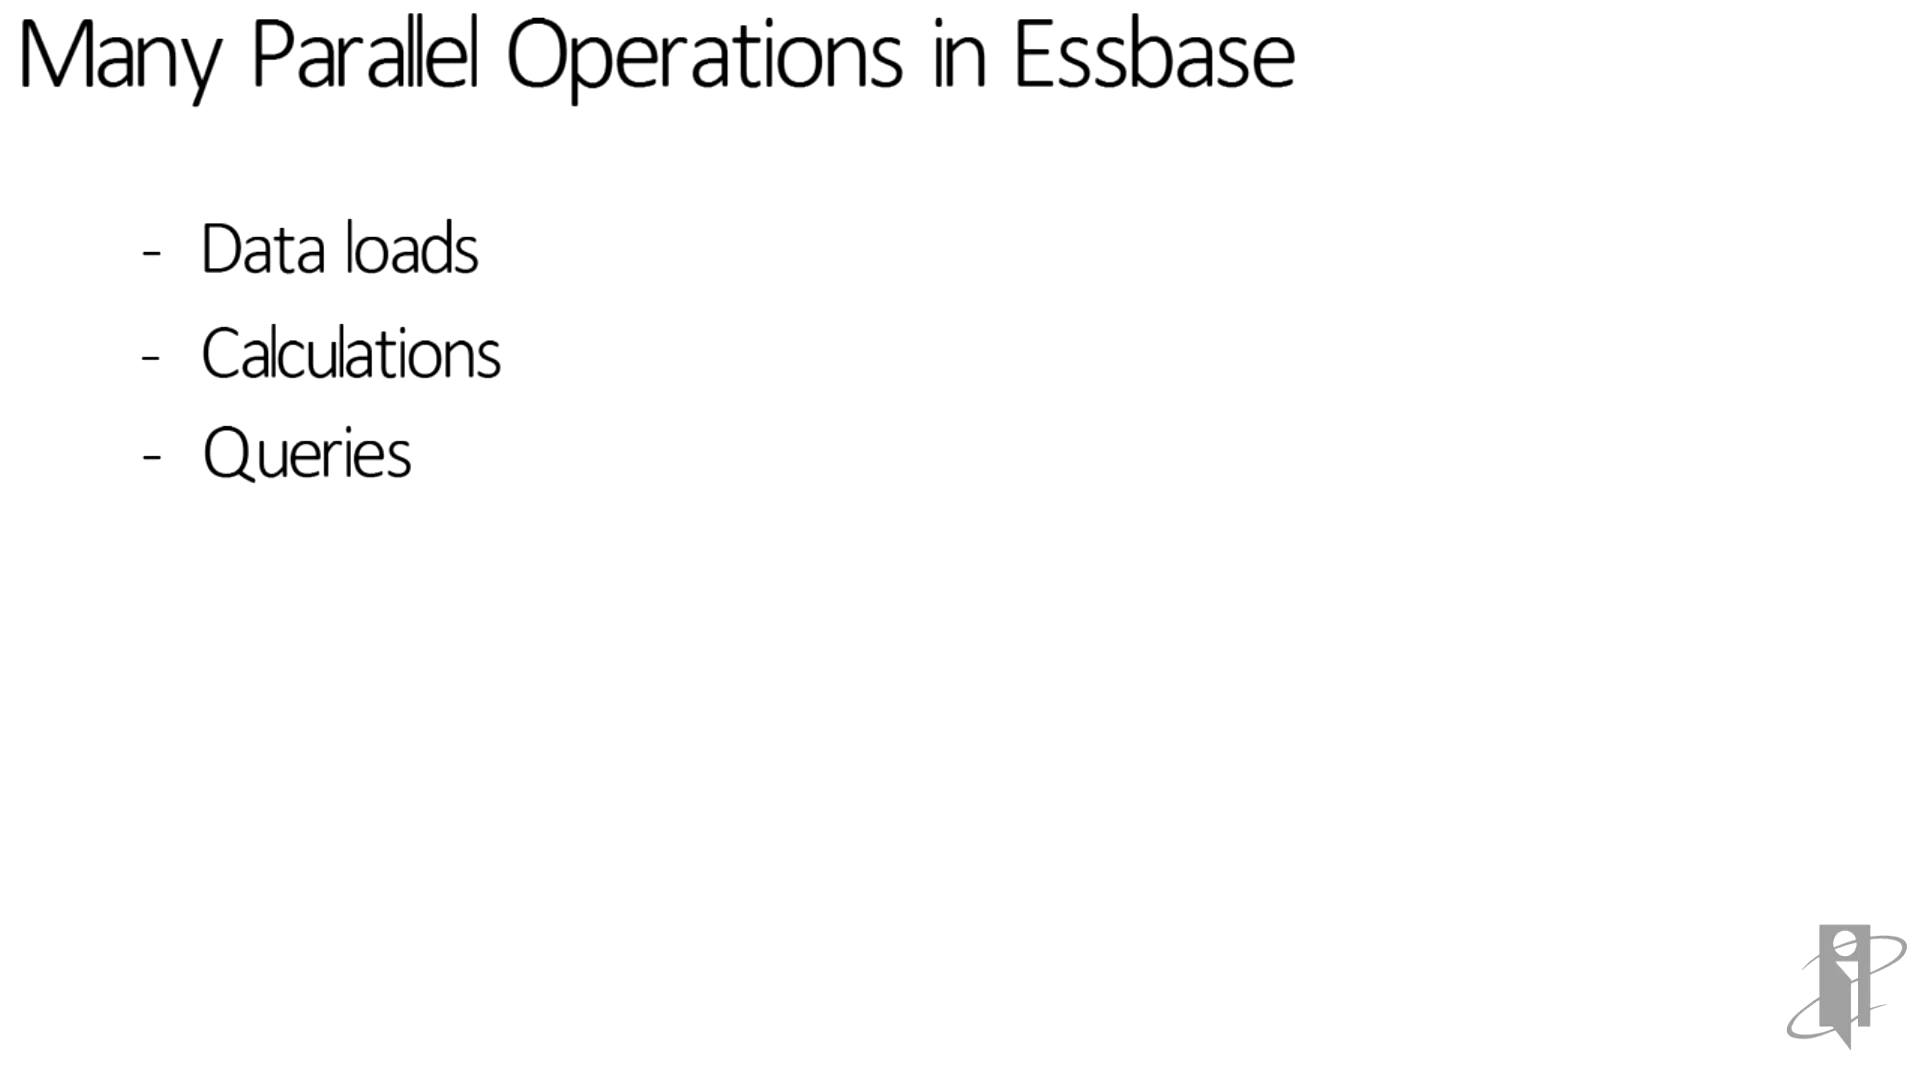 Many Parallel Operations in Essbase
- Data loads
- Calculations
- Queries